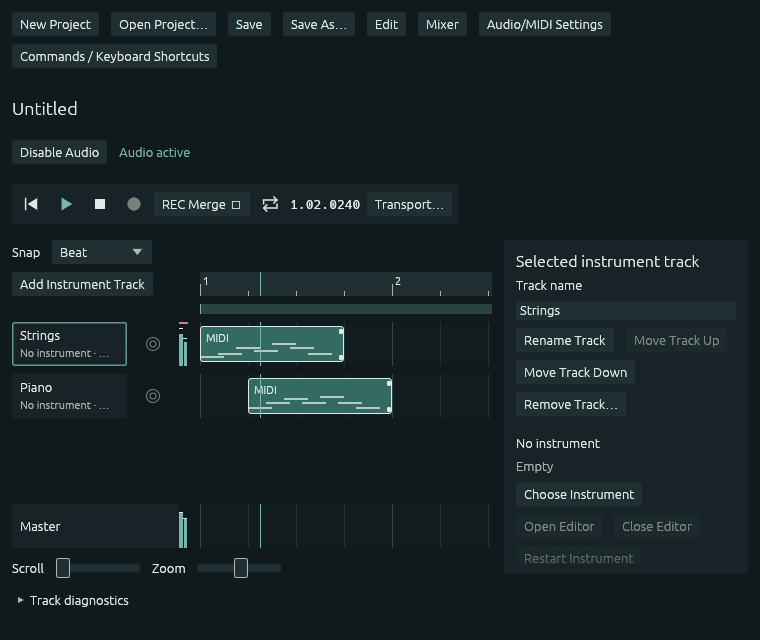 New Project Open Project... Save Save As... Edit Mixer Audio/MIDI Settings
Commands / Keyboard Shortcuts
Untitled
Disable Audio Audio active
REC Merge 1.02.0240 Transport...
Snap Beat
Add Instrument Track
1 2
Strings
No instrument · ...
MIDI
Piano
No instrument · ...
MIDI
Master
Scroll Zoom
Track diagnostics
Selected instrument track
Track name
Strings
Rename Track Move Track Up
Move Track Down
Remove Track...
No instrument
Empty
Choose Instrument
Open Editor Close Editor
Restart Instrument